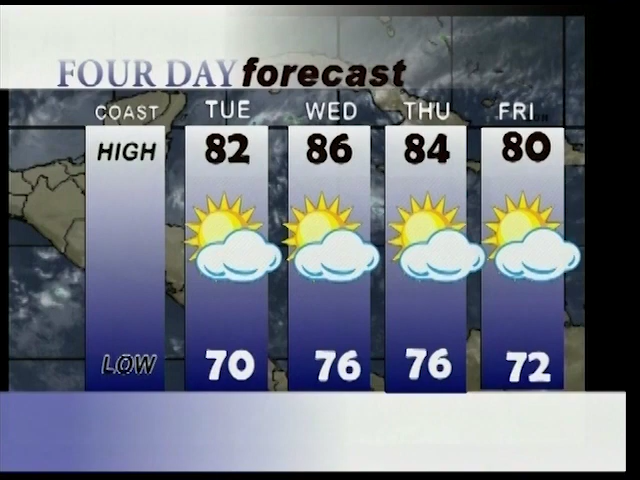 FOUR DAY forecast
COAST TUE WED THU FRI
HIGH 82 86 84 80
LOW 70 76 76 72